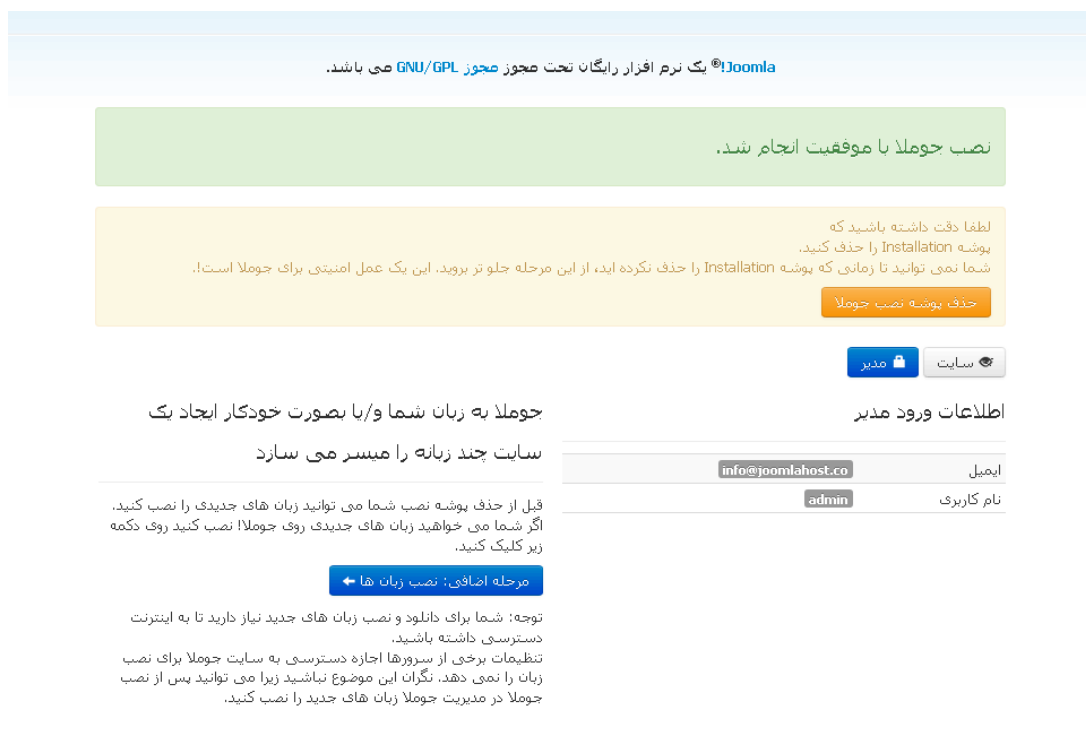 Joomla!® یک نرم افزار رایگان تحت مجوز مجوز GNU/GPL می باشد.
نصب جوملا با موفقیت انجام شد.
لطفا دقت داشته باشید که
پوشه Installation را حذف کنید.
شما نمی توانید تا زمانی که پوشه Installation را حذف نکرده اید، از این مرحله جلو تر بروید. این یک عمل امنیتی برای جوملا است!.
حذف پوشه نصب جوملا
سایت
مدیر
اطلاعات ورود مدیر
ایمیل info@joomlahost.co
نام کاربری admin
جوملا به زبان شما و/یا بصورت خودکار ایجاد یک
سایت چند زبانه را میسر می سازد
قبل از حذف پوشه نصب شما می توانید زبان های جدیدی را نصب کنید.
اگر شما می خواهید زبان های جدیدی روی جوملا! نصب کنید روی دکمه
زیر کلیک کنید.
مرحله اضافی: نصب زبان ها
توجه: شما برای دانلود و نصب زبان های جدید نیاز دارید تا به اینترنت
دسترسی داشته باشید.
تنظیمات برخی از سرورها اجازه دسترسی به سایت جوملا برای نصب
زبان را نمی دهد. نگران این موضوع نباشید زیرا می توانید پس از نصب
جوملا در مدیریت جوملا زبان های جدید را نصب کنید.